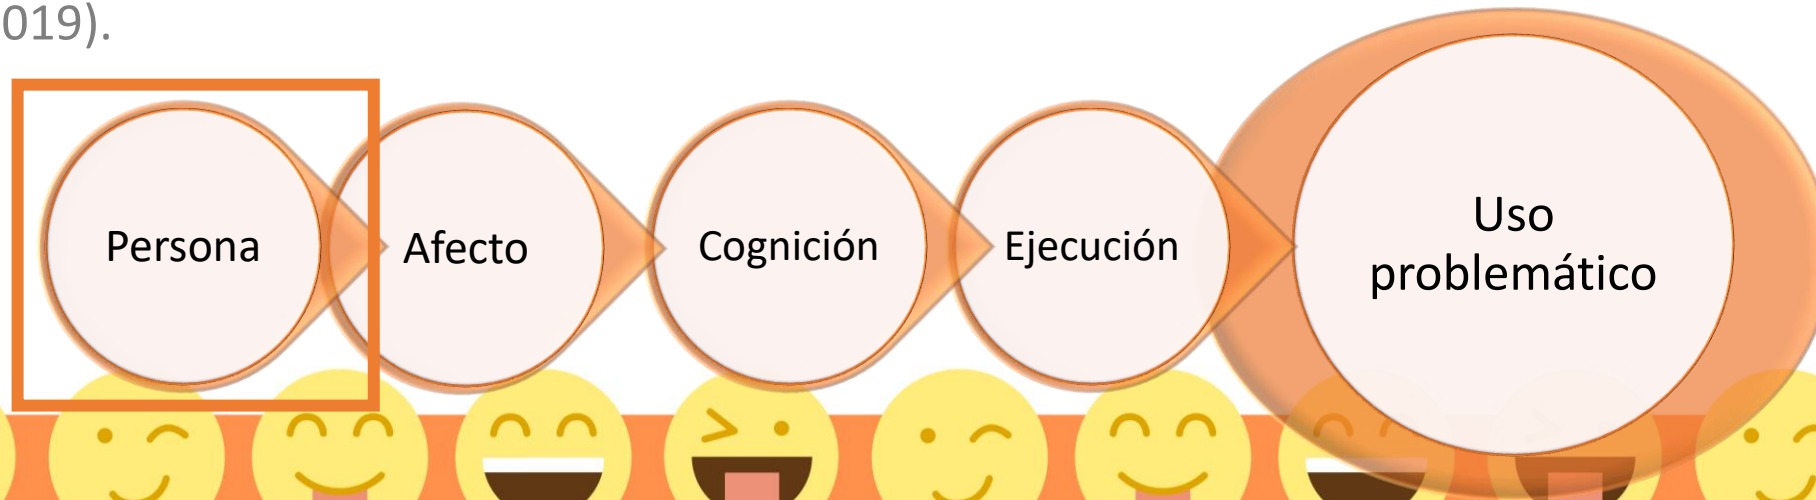 019).
Persona
Afecto
Cognición
Ejecución
Uso
problemático